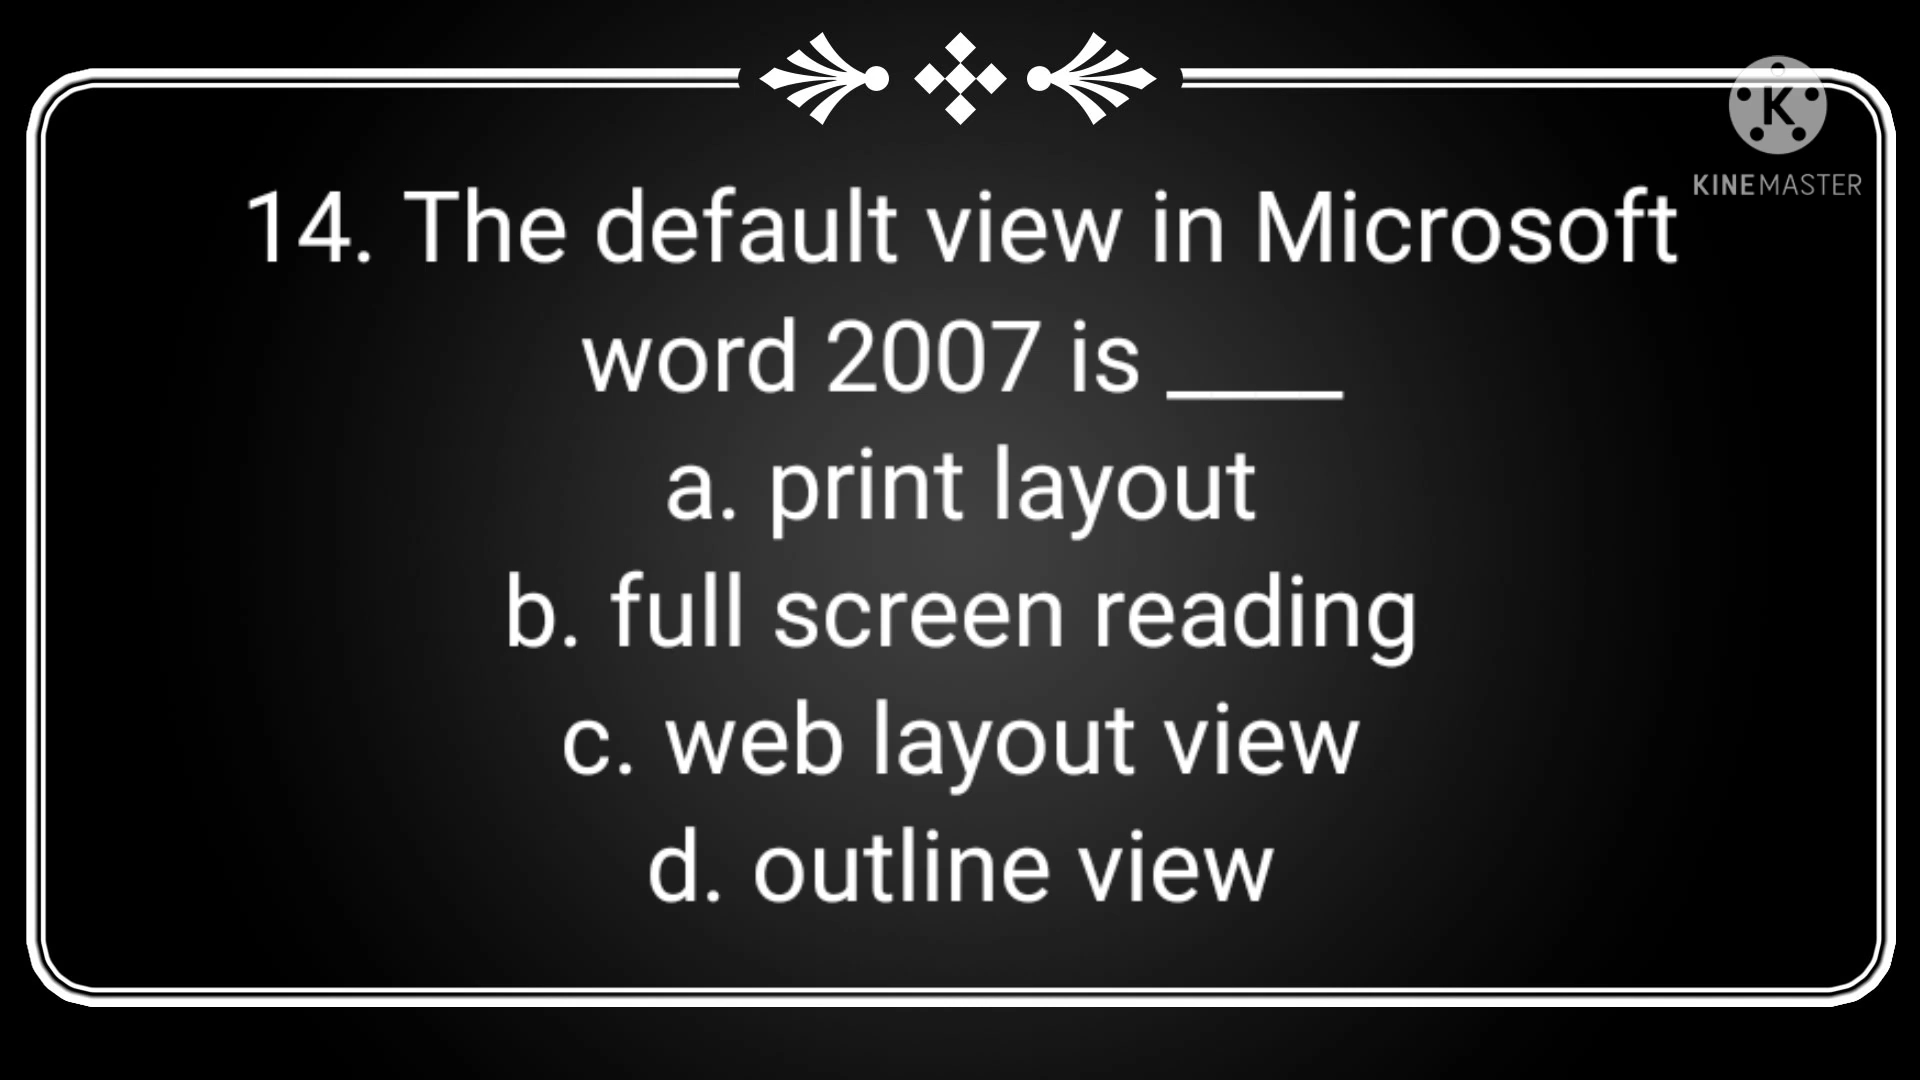 KINEMASTER
14. The default view in Microsoft
word 2007 is ____
a. print layout
b. full screen reading
c. web layout view
d. outline view